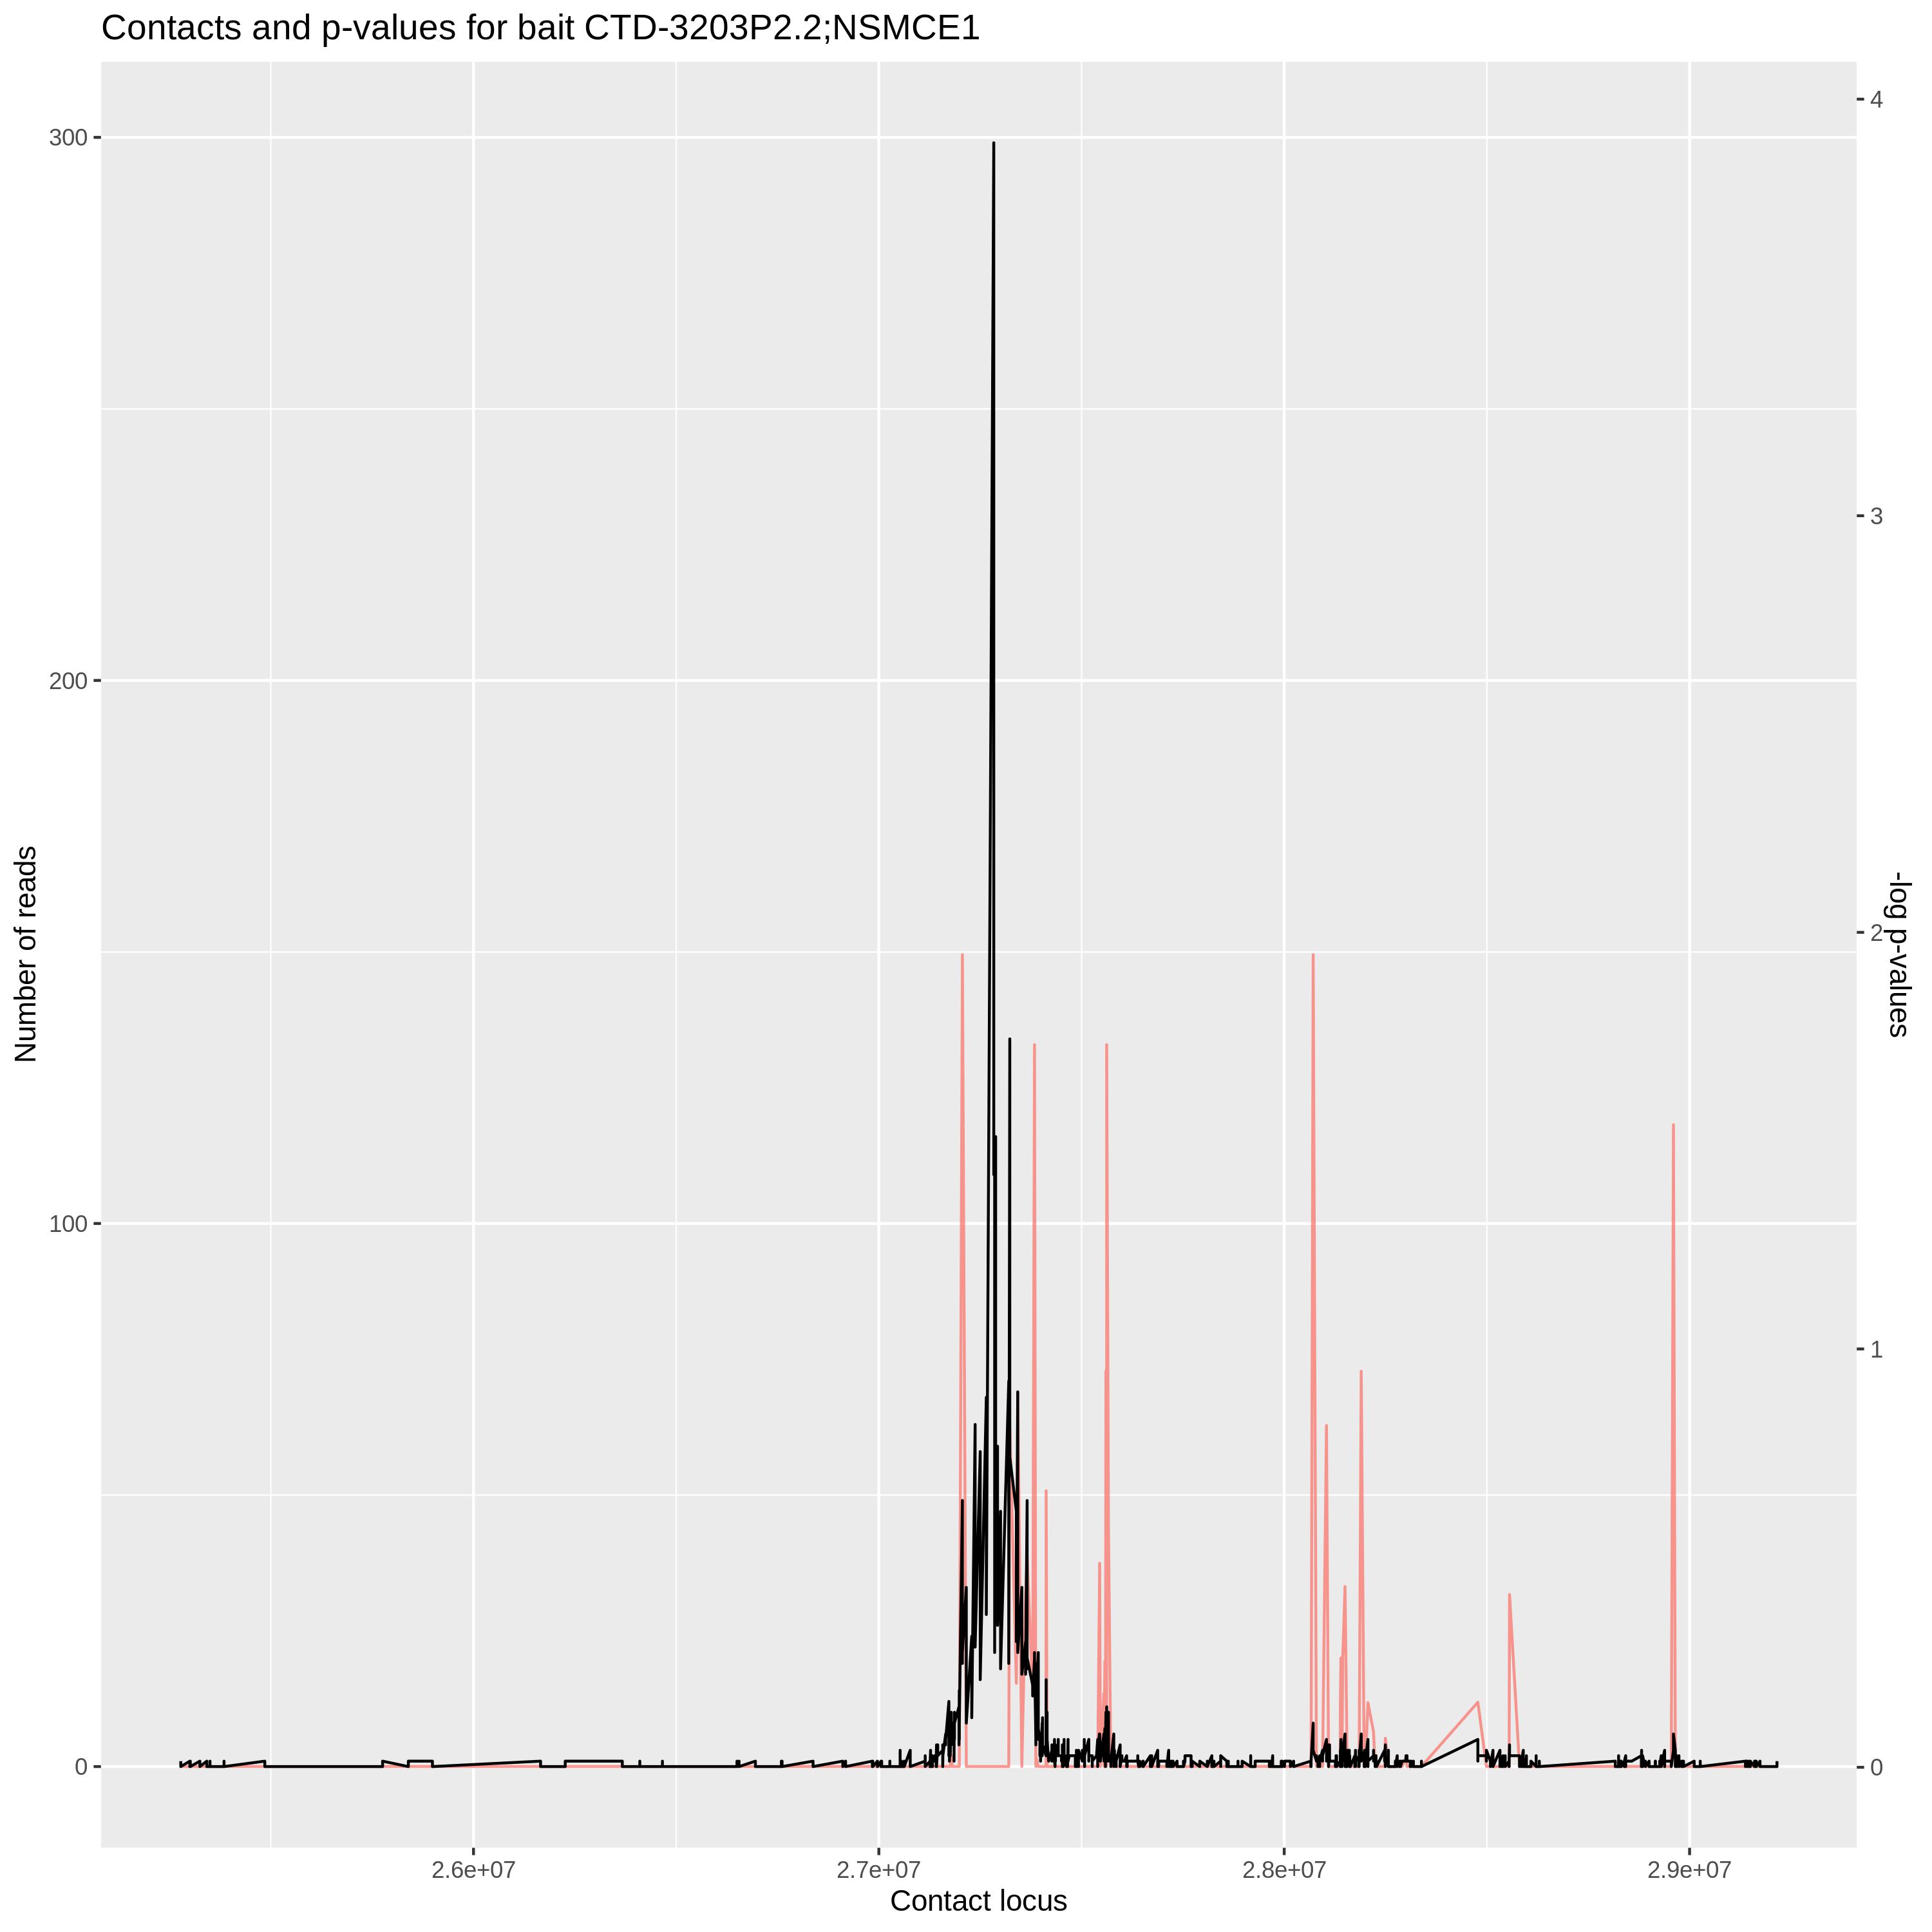 Contacts and p-values for bait CTD-3203P2.2;NSMCE1
300
200
100
0
Number of reads
4
3
2
1
0
-log p-values
2.6e+07
2.7e+07
2.8e+07
2.9e+07
Contact locus